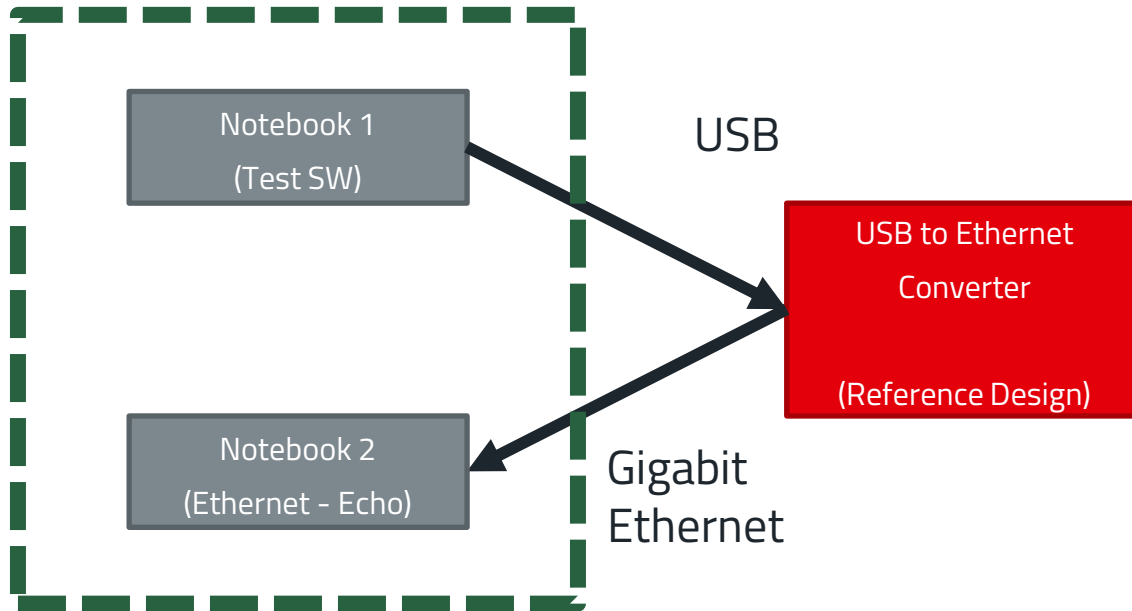 Notebook 1
(Test SW)
USB
USB to Ethernet
Converter
(Reference Design)
Notebook 2
(Ethernet - Echo)
Gigabit
Ethernet